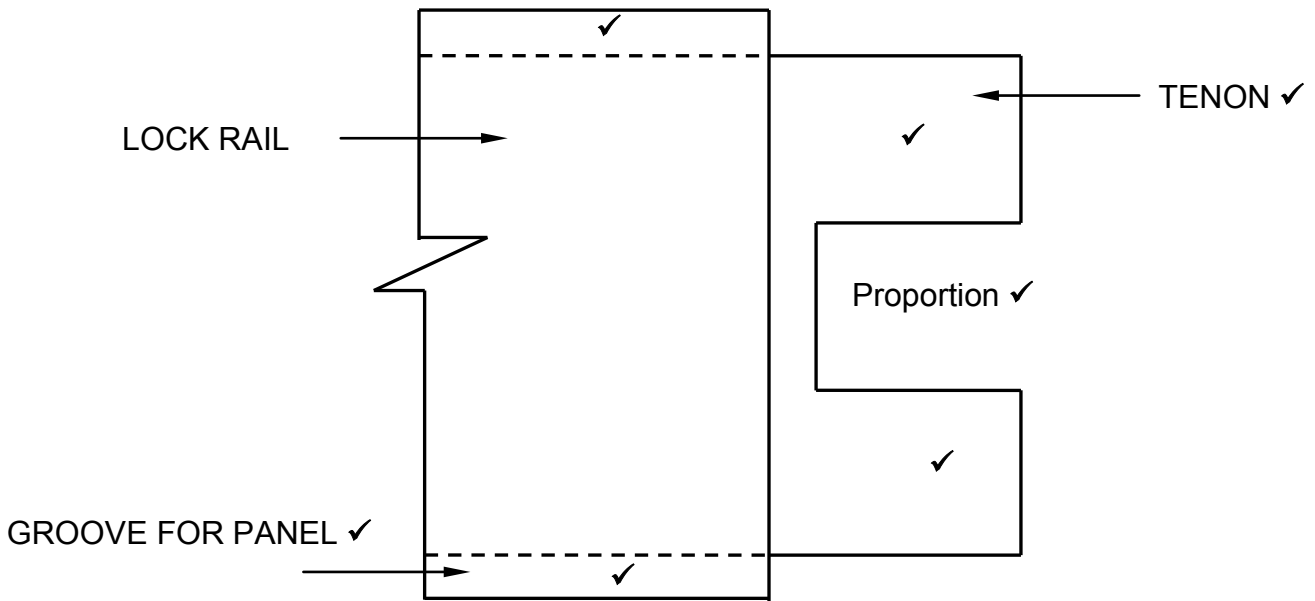 ✓
TENON ✓
LOCK RAIL
✓
Proportion ✓
✓
GROOVE FOR PANEL ✓
✓